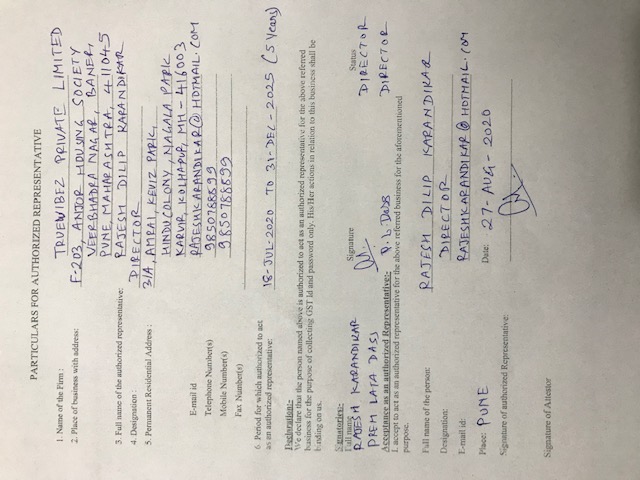 PARTICULARS FOR AUTHORIZED REPRESENTATIVE
1. Name of the Firm : TRUEWIBEZ PRIVATE LIMITED
2. Place of business with address: F-203, ANJOR HOUSING SOCIETY
VEERBHADRA NAGAR, BANER,
PUNE, MAHARASHTRA, 411045
3. Full name of the authorized representative: RAJESH DILIP KARANDIKAR
4. Designation : DIRECTOR
5. Permanent Residential Address : 31A, AMRAI, KEVIZ PARK,
HINDU COLONY, NAGALA PARK
KARVIR, KOLHAPUR, MH - 416003
E-mail id RAJESHKARANDIKAR@HOTMAIL.COM
Telephone Number(s) 9850788899
Mobile Number(s) 9850788899
Fax Number(s)
6. Period for which authorized to act
as an authorized representative: 18-JUL-2020 TO 31-DEC-2025 (5 Years)
Declaration:-
We declare that the person named above is authorized to act as an authorized representative for the above referred
business for the purpose of collecting GST Id and password only. His/Her actions in relation to this business shall be
binding on us.
Signatories:-
Full name Signature Status
RAJESH KARANDIKAR DIRECTOR
PREM LATA DASS P. L. Dass DIRECTOR
Acceptance as an authorized Representative:-
I, accept to act as an authorized representative for the above referred business for the aforementioned
purpose.
Full name of the person: RAJESH DILIP KARANDIKAR
Designation: DIRECTOR
E-mail id: RAJESHKARANDIKAR@HOTMAIL.COM
Place: PUNE Date: 27-AUG-2020
Signature of authorized Representative:
Signature of Attestor